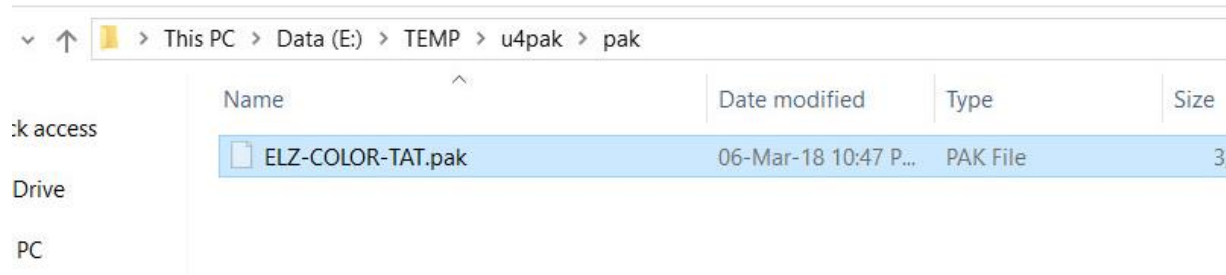 This PC > Data (E:) > TEMP > u4pak > pak
Name Date modified Type Size
ck access
ELZ-COLOR-TAT.pak 06-Mar-18 10:47 P... PAK File 3
Drive
PC